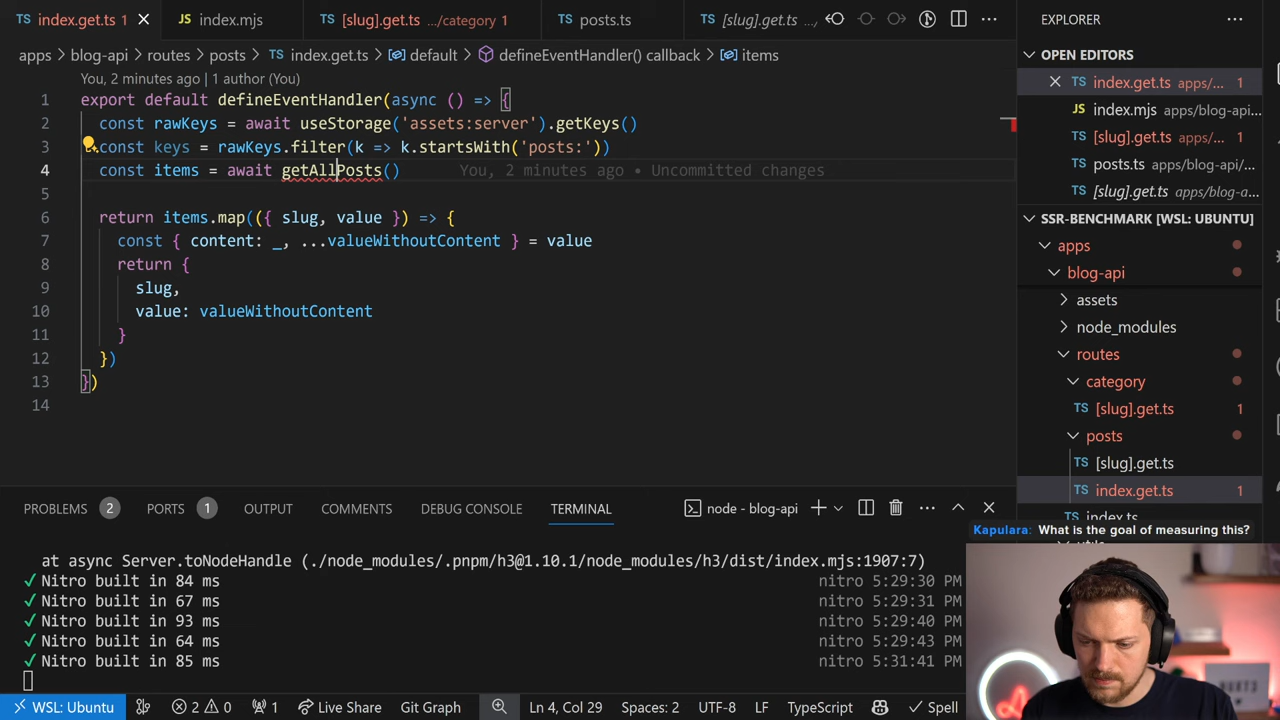 TS index.get.ts 1
JS index.mjs
TS [slug].get.ts .../category 1
TS posts.ts
TS [slug].get.ts .../
apps > blog-api > routes > posts > TS index.get.ts > default > defineEventHandler() callback > items
You, 2 minutes ago | 1 author (You)
1 export default defineEventHandler(async () => {
2 const rawKeys = await useStorage('assets:server').getKeys()
3 const keys = rawKeys.filter(k => k.startsWith('posts:'))
4 const items = await getAllPosts() You, 2 minutes ago • Uncommitted changes
5
6 return items.map(({ slug, value }) => {
7 const { content: _, ...valueWithoutContent } = value
8 return {
9 slug,
10 value: valueWithoutContent
11 }
12 })
13 })
14
EXPLORER
OPEN EDITORS
TS index.get.ts apps/... 1
JS index.mjs apps/blog-api...
TS [slug].get.ts apps/... 1
TS posts.ts apps/blog-api/
TS [slug].get.ts apps/blog-a...
SSR-BENCHMARK [WSL: UBUNTU]
apps
blog-api
assets
node_modules
routes
category
TS [slug].get.ts 1
posts
TS [slug].get.ts
TS index.get.ts 1
TS index.ts
PROBLEMS 2
PORTS 1
OUTPUT
COMMENTS
DEBUG CONSOLE
TERMINAL
node - blog-api
at async Server.toNodeHandle (./node_modules/.pnpm/h3@1.10.1/node_modules/h3/dist/index.mjs:1907:7)
✓ Nitro built in 84 ms nitro 5:29:30 PM
✓ Nitro built in 67 ms nitro 5:29:31 PM
✓ Nitro built in 93 ms nitro 5:29:40 PM
✓ Nitro built in 64 ms nitro 5:29:43 PM
✓ Nitro built in 85 ms nitro 5:31:41 PM
Kapulara: What is the goal of measuring this?
WSL: Ubuntu
2 0
1
Live Share
Git Graph
Ln 4, Col 29
Spaces: 2
UTF-8
LF
TypeScript
Spell